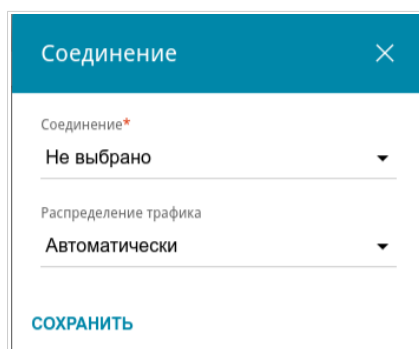 Соединение
Соединение*
Не выбрано
Распределение трафика
Автоматически
СОХРАНИТЬ